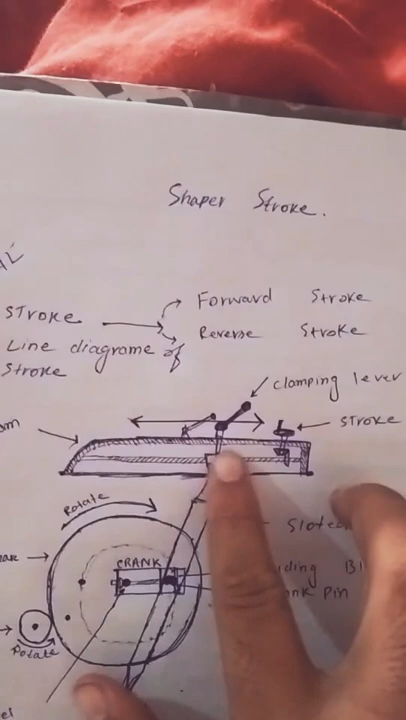 Shaper Stroke.
STROKE
Forward Stroke
Reverse Stroke
Line diagrame of
Stroke
Clamping lever
STROKE
Rotate
CRANK
Rotate